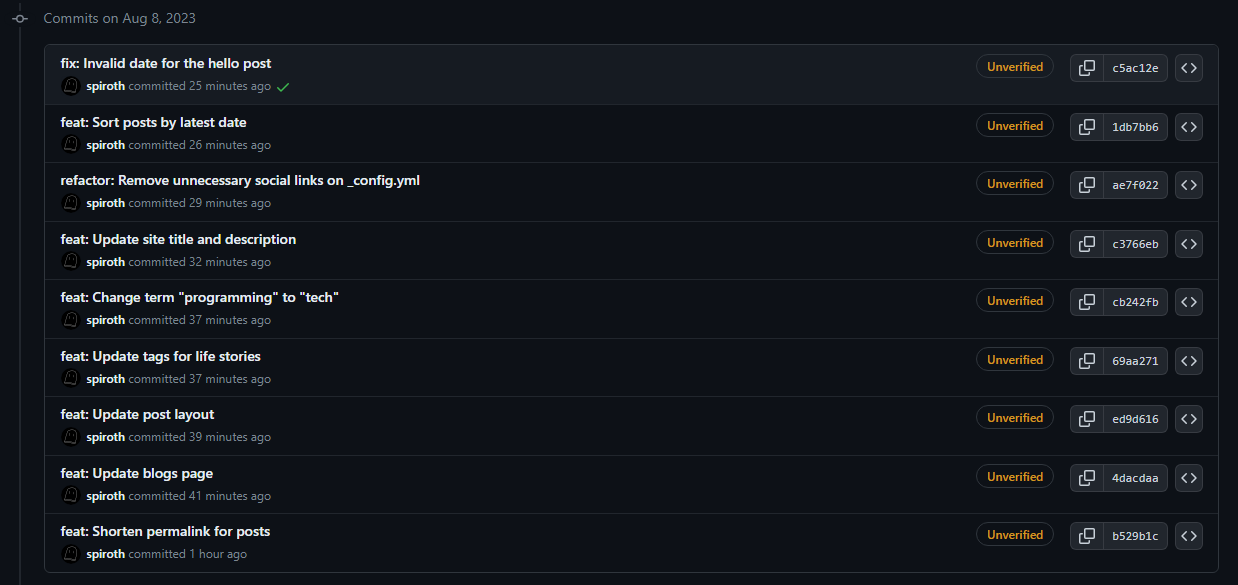 Commits on Aug 8, 2023
fix: Invalid date for the hello post
Unverified
c5ac12e
spiroth committed 25 minutes ago
feat: Sort posts by latest date
Unverified
1db7bb6
spiroth committed 26 minutes ago
refactor: Remove unnecessary social links on _config.yml
Unverified
ae7f022
spiroth committed 29 minutes ago
feat: Update site title and description
Unverified
c3766eb
spiroth committed 32 minutes ago
feat: Change term "programming" to "tech"
Unverified
cb242fb
spiroth committed 37 minutes ago
feat: Update tags for life stories
Unverified
69aa271
spiroth committed 37 minutes ago
feat: Update post layout
Unverified
ed9d616
spiroth committed 39 minutes ago
feat: Update blogs page
Unverified
4dacdaa
spiroth committed 41 minutes ago
feat: Shorten permalink for posts
Unverified
b529b1c
spiroth committed 1 hour ago